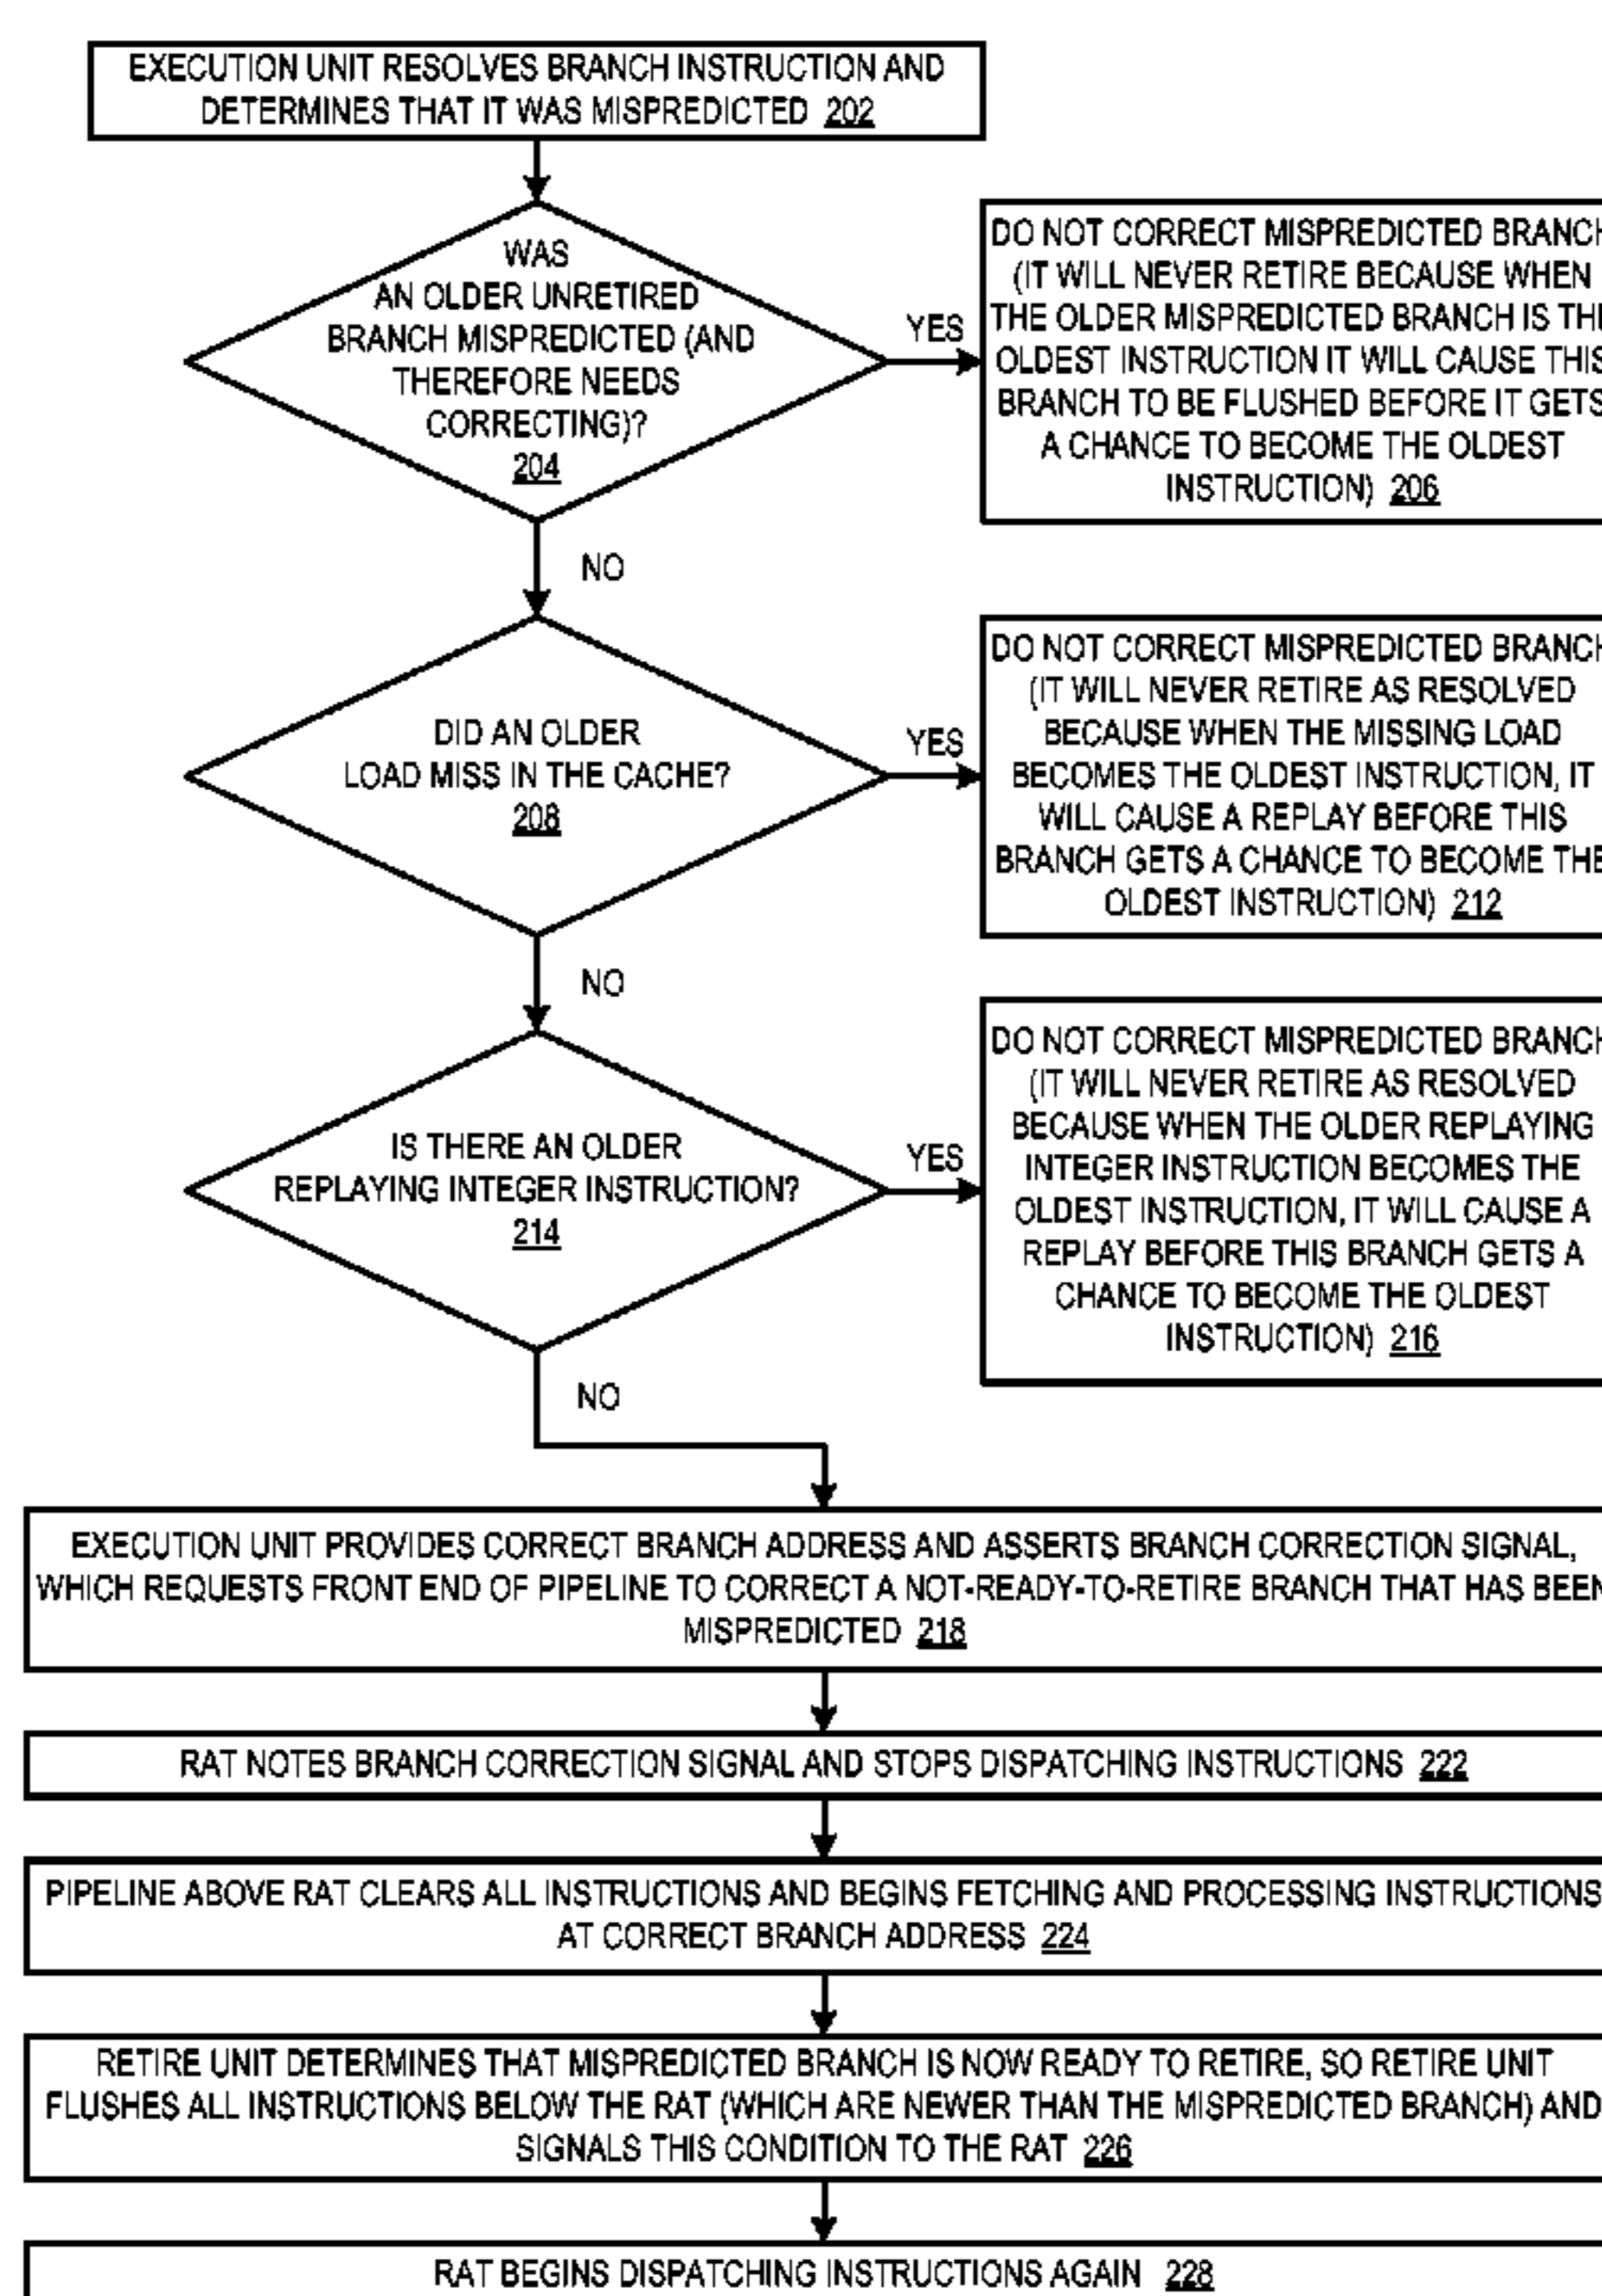 EXECUTION UNIT RESOLVES BRANCH INSTRUCTION AND
DETERMINES THAT IT WAS MISPREDICTED 202
WAS
AN OLDER UNRETIRED
BRANCH MISPREDICTED (AND
THEREFORE NEEDS
CORRECTING)?
204
YES
DO NOT CORRECT MISPREDICTED BRANCH
(IT WILL NEVER RETIRE BECAUSE WHEN
THE OLDER MISPREDICTED BRANCH IS THE
OLDEST INSTRUCTION IT WILL CAUSE THIS
BRANCH TO BE FLUSHED BEFORE IT GETS
A CHANCE TO BECOME THE OLDEST
INSTRUCTION) 206
NO
DID AN OLDER
LOAD MISS IN THE CACHE?
208
YES
DO NOT CORRECT MISPREDICTED BRANCH
(IT WILL NEVER RETIRE AS RESOLVED
BECAUSE WHEN THE MISSING LOAD
BECOMES THE OLDEST INSTRUCTION, IT
WILL CAUSE A REPLAY BEFORE THIS
BRANCH GETS A CHANCE TO BECOME THE
OLDEST INSTRUCTION) 212
NO
IS THERE AN OLDER
REPLAYING INTEGER INSTRUCTION?
214
YES
DO NOT CORRECT MISPREDICTED BRANCH
(IT WILL NEVER RETIRE AS RESOLVED
BECAUSE WHEN THE OLDER REPLAYING
INTEGER INSTRUCTION BECOMES THE
OLDEST INSTRUCTION, IT WILL CAUSE A
REPLAY BEFORE THIS BRANCH GETS A
CHANCE TO BECOME THE OLDEST
INSTRUCTION) 216
NO
EXECUTION UNIT PROVIDES CORRECT BRANCH ADDRESS AND ASSERTS BRANCH CORRECTION SIGNAL,
WHICH REQUESTS FRONT END OF PIPELINE TO CORRECT A NOT-READY-TO-RETIRE BRANCH THAT HAS BEEN
MISPREDICTED 218
RAT NOTES BRANCH CORRECTION SIGNAL AND STOPS DISPATCHING INSTRUCTIONS 222
PIPELINE ABOVE RAT CLEARS ALL INSTRUCTIONS AND BEGINS FETCHING AND PROCESSING INSTRUCTIONS
AT CORRECT BRANCH ADDRESS 224
RETIRE UNIT DETERMINES THAT MISPREDICTED BRANCH IS NOW READY TO RETIRE, SO RETIRE UNIT
FLUSHES ALL INSTRUCTIONS BELOW THE RAT (WHICH ARE NEWER THAN THE MISPREDICTED BRANCH) AND
SIGNALS THIS CONDITION TO THE RAT 226
RAT BEGINS DISPATCHING INSTRUCTIONS AGAIN 228